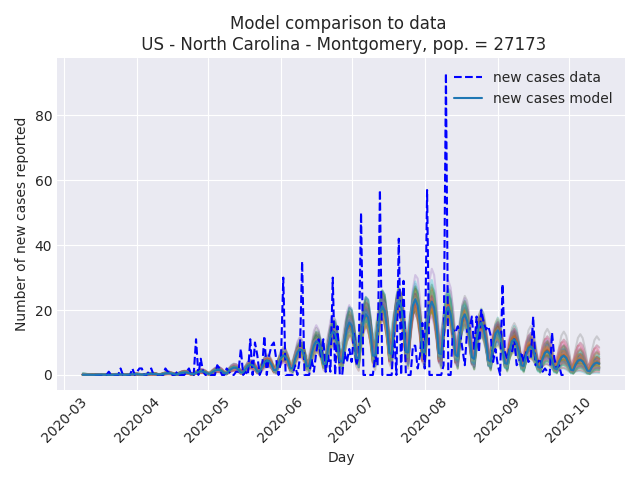 Model comparison to data
US - North Carolina - Montgomery, pop. = 27173
new cases data
new cases model
Number of new cases reported
80
60
40
20
0
2020-03
2020-04
2020-05
2020-06
2020-07
2020-08
2020-09
2020-10
Day